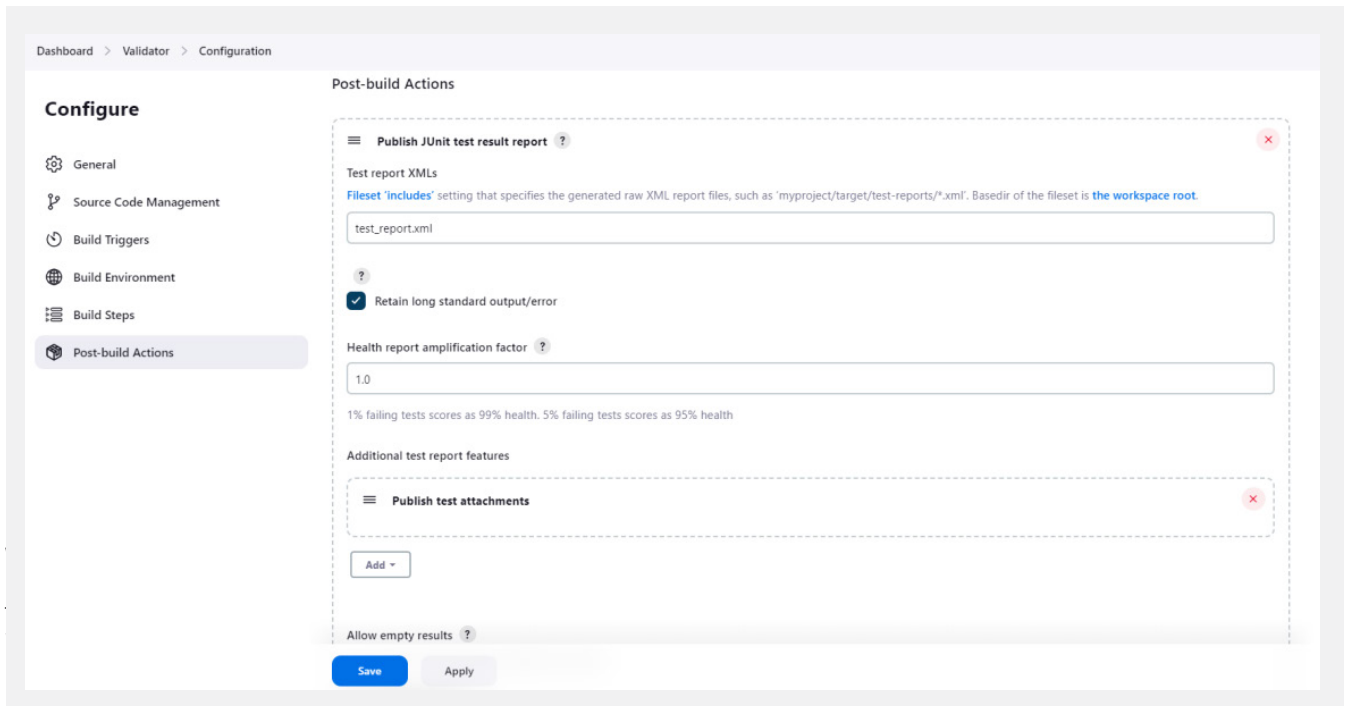 Dashboard > Validator > Configuration
Configure
General
Source Code Management
Build Triggers
Build Environment
Build Steps
Post-build Actions
Post-build Actions
Publish JUnit test result report ?
Test report XMLs
Fileset 'includes' setting that specifies the generated raw XML report files, such as 'myproject/target/test-reports/*.xml'. Basedir of the fileset is the workspace root.
test_report.xml
?
Retain long standard output/error
Health report amplification factor ?
1.0
1% failing tests scores as 99% health. 5% failing tests scores as 95% health
Additional test report features
Publish test attachments
Add
Allow empty results ?
Save Apply